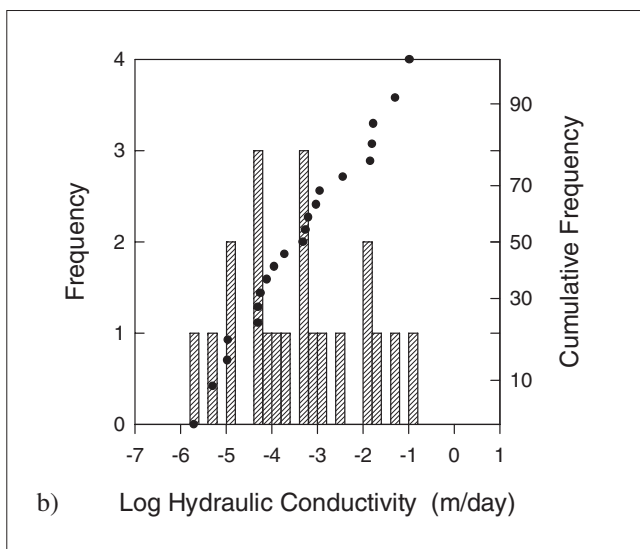 4
3
2
1
0
Frequency
90
70
50
30
10
Cumulative Frequency
-7 -6 -5 -4 -3 -2 -1 0 1
b) Log Hydraulic Conductivity (m/day)